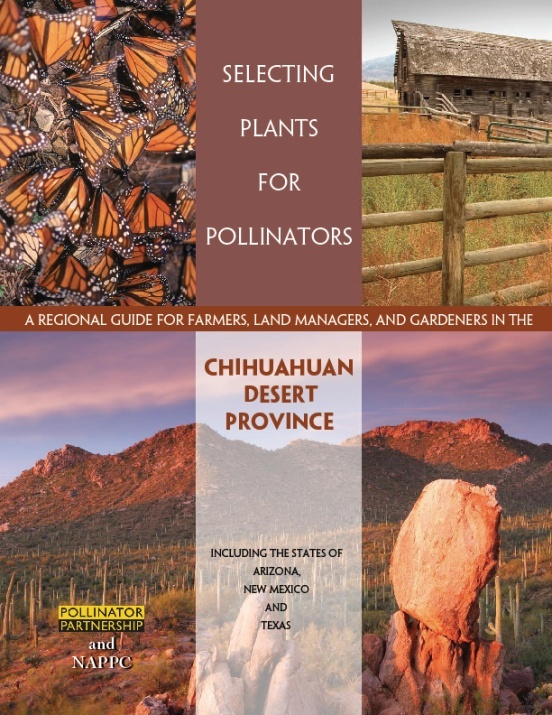 SELECTING
PLANTS
FOR
POLLINATORS
A REGIONAL GUIDE FOR FARMERS, LAND MANAGERS, AND GARDENERS IN THE
CHIHUAHUAN
DESERT
PROVINCE
INCLUDING THE STATES OF
ARIZONA,
NEW MEXICO
AND
TEXAS
POLLINATOR
PARTNERSHIP
and
NAPPC